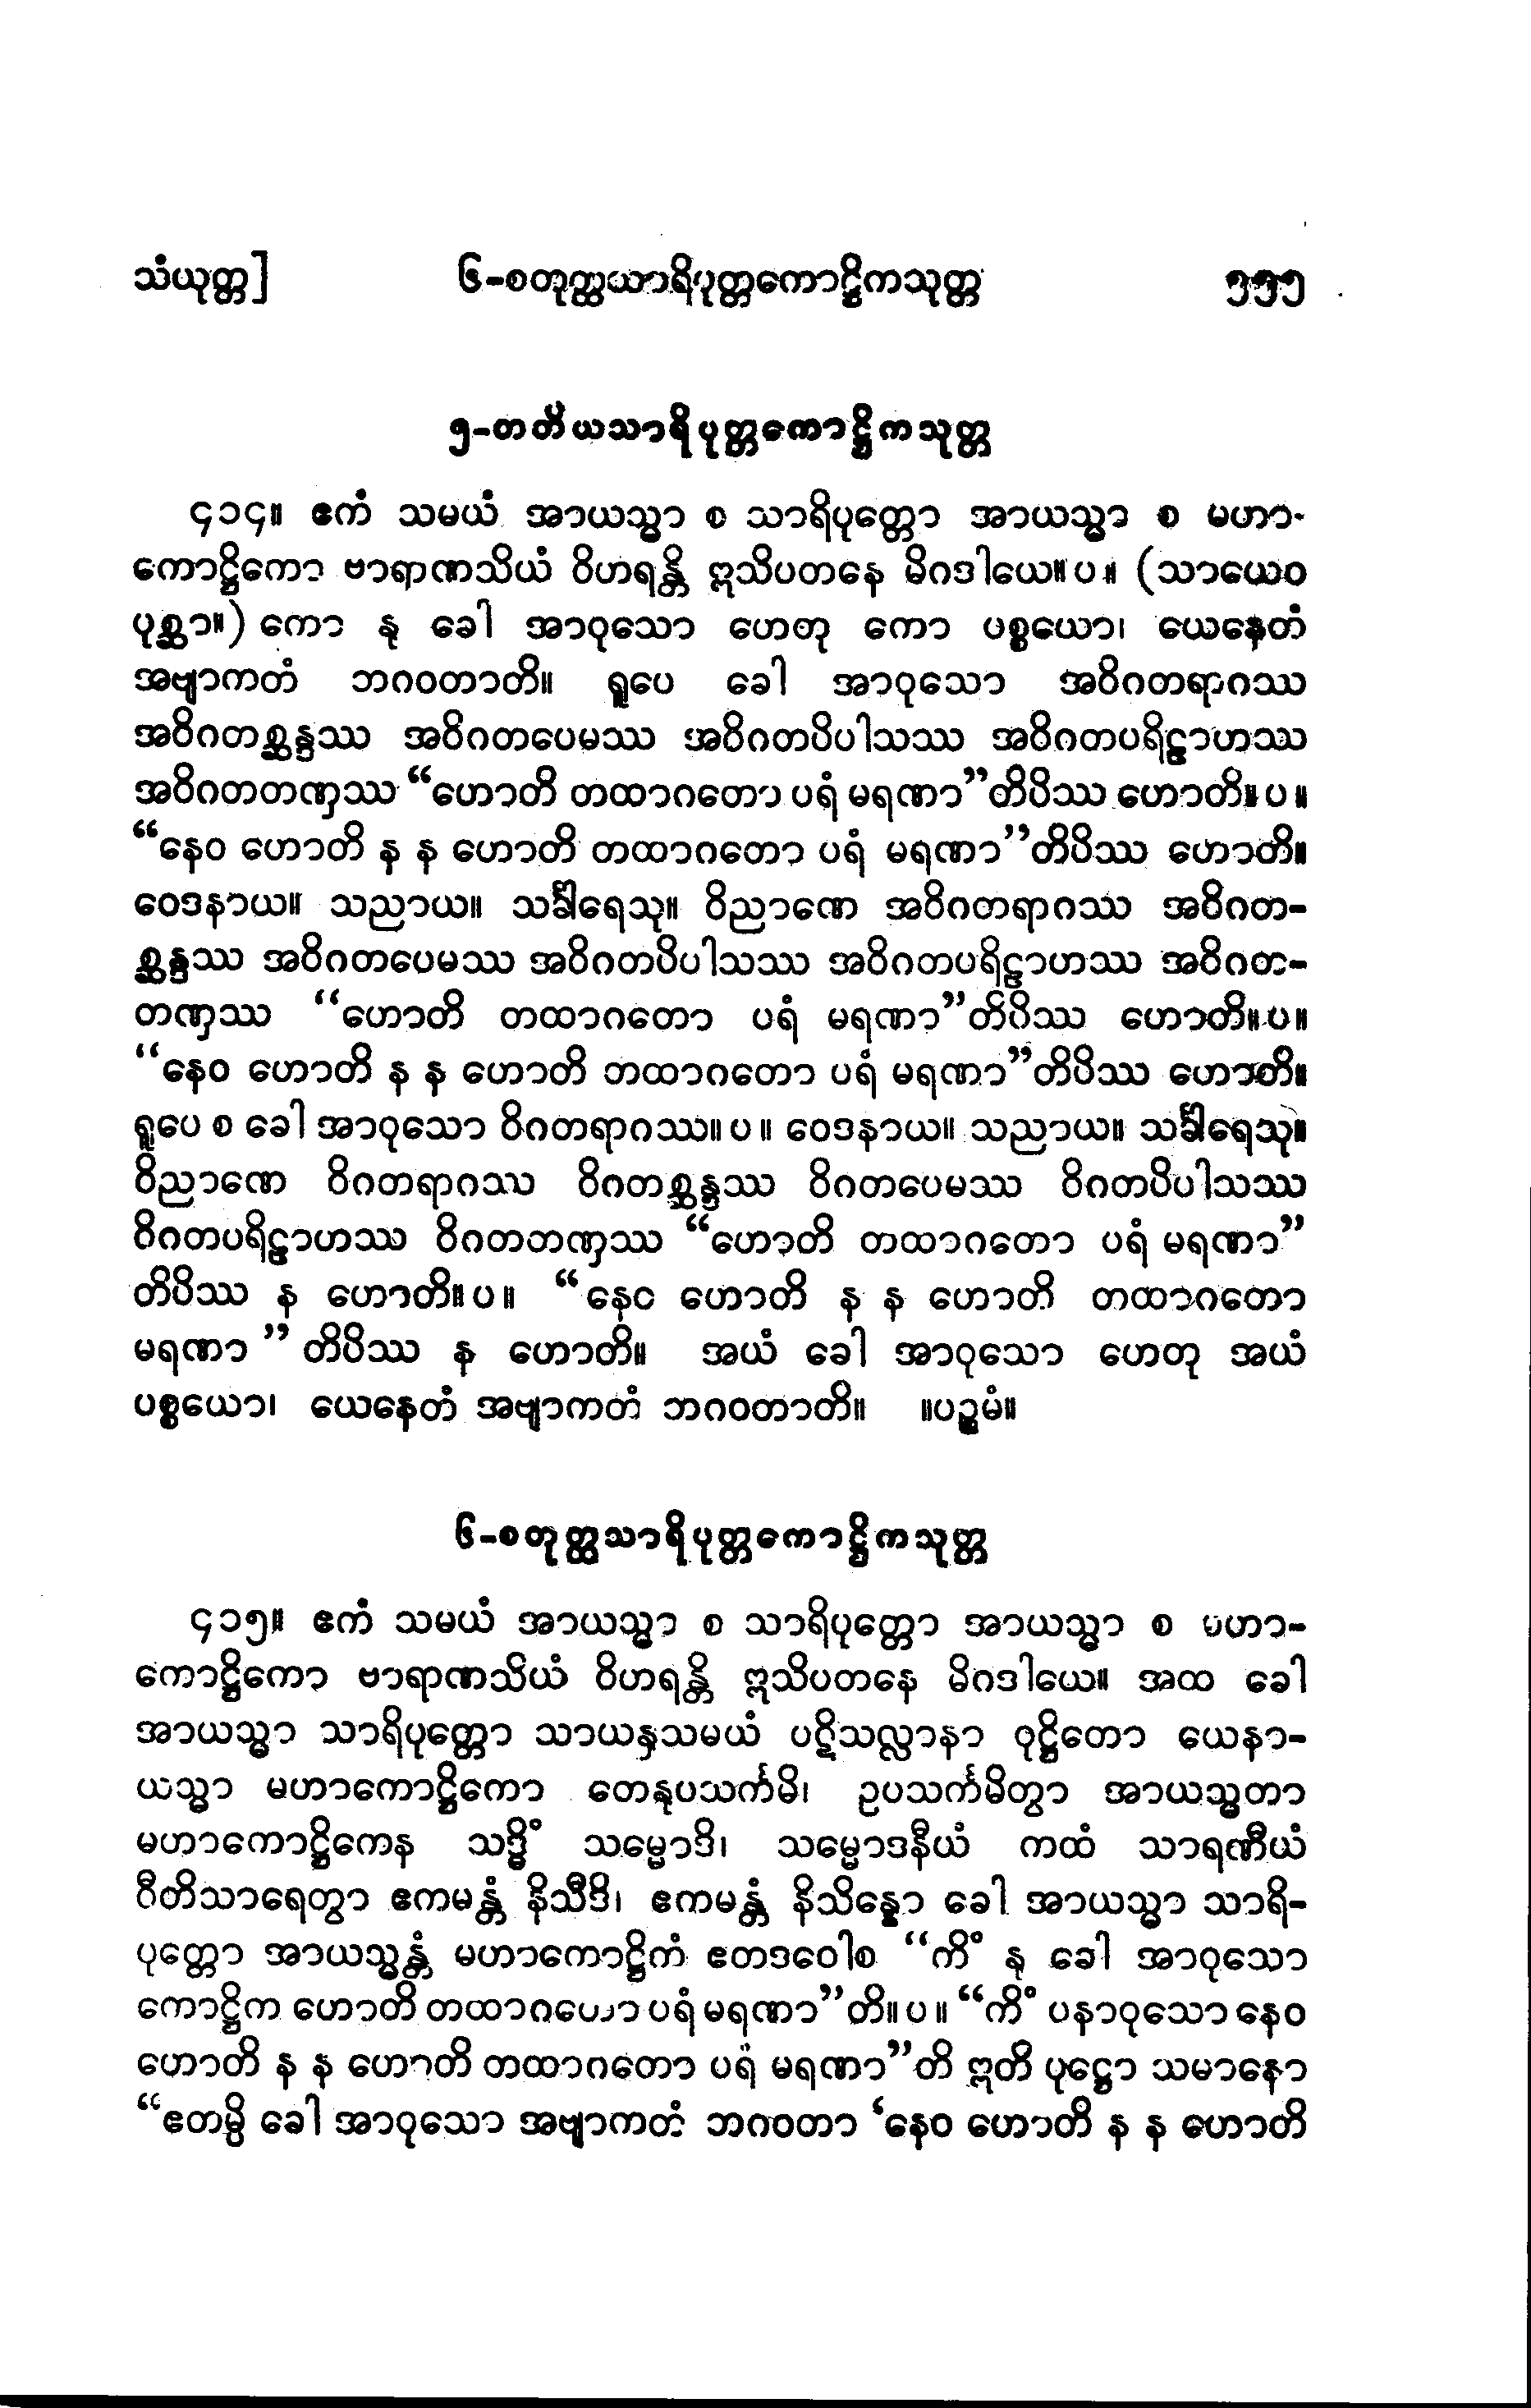 သံယုတ္တ] ၆-စတုတ္ထသာရိပုတ္တကောဋ္ဌိကသုတ္တ ၅၅၅
၅-တတိယသာရိပုတ္တကောဋ္ဌိကသုတ္တ
၄၁၄။ ဧကံ သမယံ အာယသ္မာ စ သာရိပုတ္တော အာယသ္မာ စ မဟာ-
ကောဋ္ဌိကော ဗာရာဏသိယံ ဝိဟရန္တိ ဣသိပတနေ မိဂဒါယေ။ပ။ (သာယေဝ
ပုစ္ဆာ။) ကော နု ခေါ အာဝုသော ဟေတု ကော ပစ္စယော၊ ယေနေတံ
အဗျာကတံ ဘဂဝတာတိ။ ရူပေ ခေါ အာဝုသော အဝိဂတရာဂဿ
အဝိဂတစ္ဆန္ဒဿ အဝိဂတပေမဿ အဝိဂတပိပါသဿ အဝိဂတပရိဠာဟဿ
အဝိဂတတဏှဿ “ဟောတိ တထာဂတော ပရံ မရဏာ”တိပိဿ ဟောတိ။ပ။
“နေဝ ဟောတိ န န ဟောတိ တထာဂတော ပရံ မရဏာ”တိပိဿ ဟောတိ။
ဝေဒနာယ။ သညာယ။ သင်္ခါရေသု။ ဝိညာဏေ အဝိဂတရာဂဿ အဝိဂတ-
စ္ဆန္ဒဿ အဝိဂတပေမဿ အဝိဂတပိပါသဿ အဝိဂတပရိဠာဟဿ အဝိဂတ-
တဏှဿ “ဟောတိ တထာဂတော ပရံ မရဏာ”တိပိဿ ဟောတိ။ပ။
“နေဝ ဟောတိ န န ဟောတိ တထာဂတော ပရံ မရဏာ”တိပိဿ ဟောတိ။
ရူပေ စ ခေါ အာဝုသော ဝိဂတရာဂဿ။ပ။ ဝေဒနာယ။ သညာယ။ သင်္ခါရေသု။
ဝိညာဏေ ဝိဂတရာဂဿ ဝိဂတစ္ဆန္ဒဿ ဝိဂတပေမဿ ဝိဂတပိပါသဿ
ဝိဂတပရိဠာဟဿ ဝိဂတတဏှဿ “ဟောတိ တထာဂတော ပရံ မရဏာ”
တိပိဿ န ဟောတိ။ပ။ “နေဝ ဟောတိ န န ဟောတိ တထာဂတော
မရဏာ” တိပိဿ န ဟောတိ။ အယံ ခေါ အာဝုသော ဟေတု အယံ
ပစ္စယော၊ ယေနေတံ အဗျာကတံ ဘဂဝတာတိ။ ။ပဉ္စမံ။
၆-စတုတ္ထသာရိပုတ္တကောဋ္ဌိကသုတ္တ
၄၁၅။ ဧကံ သမယံ အာယသ္မာ စ သာရိပုတ္တော အာယသ္မာ စ မဟာ-
ကောဋ္ဌိကော ဗာရာဏသိယံ ဝိဟရန္တိ ဣသိပတနေ မိဂဒါယေ။ အထ ခေါ
အာယသ္မာ သာရိပုတ္တော သာယနှသမယံ ပဋိသလ္လာနာ ဝုဋ္ဌိတော ယေနာ-
ယသ္မာ မဟာကောဋ္ဌိကော တေနုပသင်္ကမိ၊ ဥပသင်္ကမိတွာ အာယသ္မတာ
မဟာကောဋ္ဌိကေန သဒ္ဓိံ သမ္မောဒိ၊ သမ္မောဒနီယံ ကထံ သာရဏီယံ
ဝီတိသာရေတွာ ဧကမန္တံ နိသီဒိ၊ ဧကမန္တံ နိသိန္နော ခေါ အာယသ္မာ သာရိ-
ပုတ္တော အာယသ္မန္တံ မဟာကောဋ္ဌိကံ ဧတဒဝေါစ “ကိံ နု ခေါ အာဝုသော
ကောဋ္ဌိက ဟောတိ တထာဂတော ပရံ မရဏာ”တိ။ပ။ “ကိံ ပနာဝုသော နေဝ
ဟောတိ န န ဟောတိ တထာဂတော ပရံ မရဏာ”တိ ဣတိ ပုဋ္ဌော သမာနော
“ဧတမ္ပိ ခေါ အာဝုသော အဗျာကတံ ဘဂဝတာ ‘နေဝ ဟောတိ န န ဟောတိ